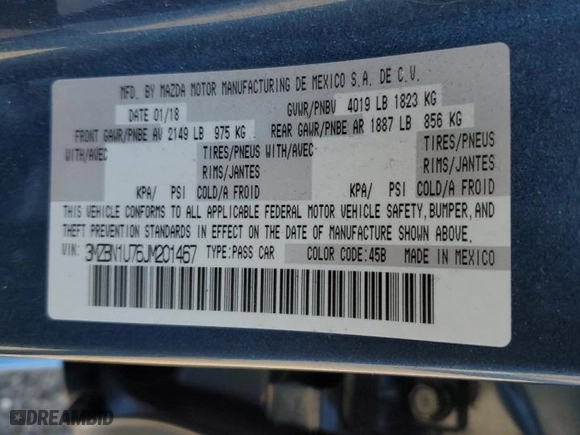 MFD. BY MAZDA MOTOR MANUFACTURING DE MEXICO S.A. DE C.V.
DATE 01/18 GVWR/PNBV 4019 LB 1823 KG
FRONT GAWR/PNBE AV 2149 LB 975 KG REAR GAWR/PNBE AR 1887 LB 856 KG
WITH/AVEC TIRES/PNEUS WITH/AVEC TIRES/PNEUS
RIMS/JANTES RIMS/JANTES
KPA/ PSI COLD/A FROID KPA/ PSI COLD/A FROID
THIS VEHICLE CONFORMS TO ALL APPLICABLE FEDERAL MOTOR VEHICLE SAFETY, BUMPER, AND
THEFT PREVENTION STANDARDS IN EFFECT ON THE DATE OF MANUFACTURE SHOWN ABOVE.
VIN: 3MZBN1U76JM201467 TYPE: PASS CAR COLOR CODE: 45B MADE IN MEXICO
DREAMBID